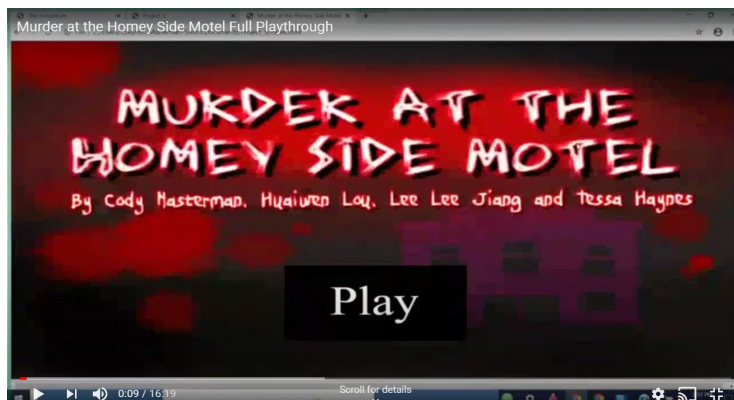 Murder at the Homey Side Motel Full Playthrough
MURDER AT THE
HOMEY SIDE MOTEL
By Cody Masterman, Huaiwen Lou, Lee Lee Jiang and Tessa Haynes
Play
0:09 / 16:19
Scroll for details